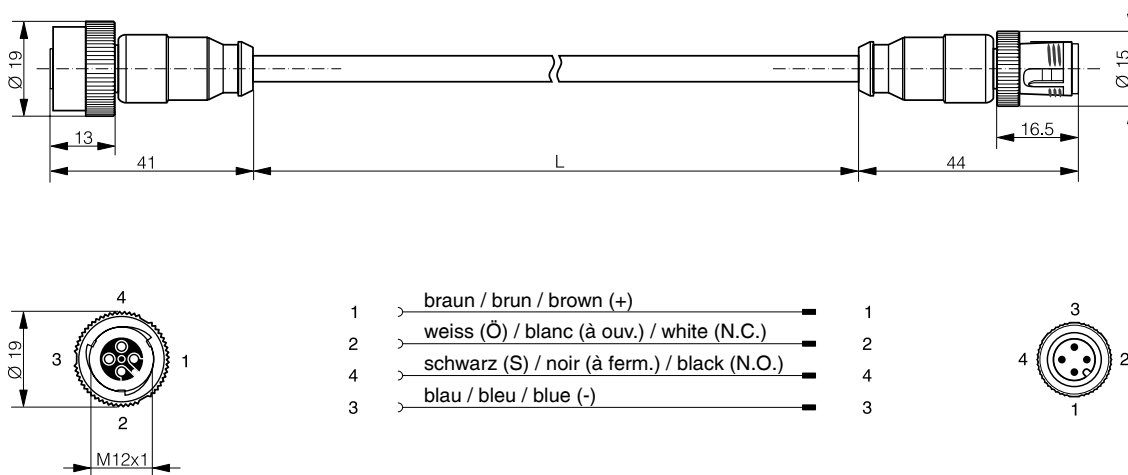 Ø 19
Ø 15
13
16.5
41
L
44
4
3
1
2
Ø 19
M12x1
1 braun / brun / brown (+) 1
2 weiss (Ö) / blanc (à ouv.) / white (N.C.) 2
4 schwarz (S) / noir (à ferm.) / black (N.O.) 4
3 blau / bleu / blue (-) 3
3
4
2
1